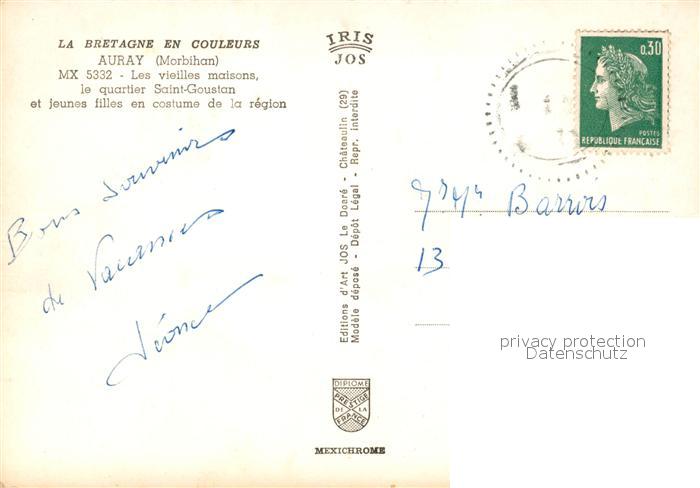 LA BRETAGNE EN COULEURS
AURAY (Morbihan)
MX 5332 - Les vieilles maisons,
le quartier Saint-Goustan
et jeunes filles en costume de la région
Bons Souvenirs
de Vacances
IRIS
JOS
Editions d'Art JOS Le Doaré - Châteaulin (29)
Modèle déposé - Dépôt Légal - Repr. interdite
DIPLOME
PRESTIGE
DE LA
FRANCE
MEXICHROME
0,30
POSTES
REPUBLIQUE FRANÇAISE
Barrois
13
privacy protection
Datenschutz